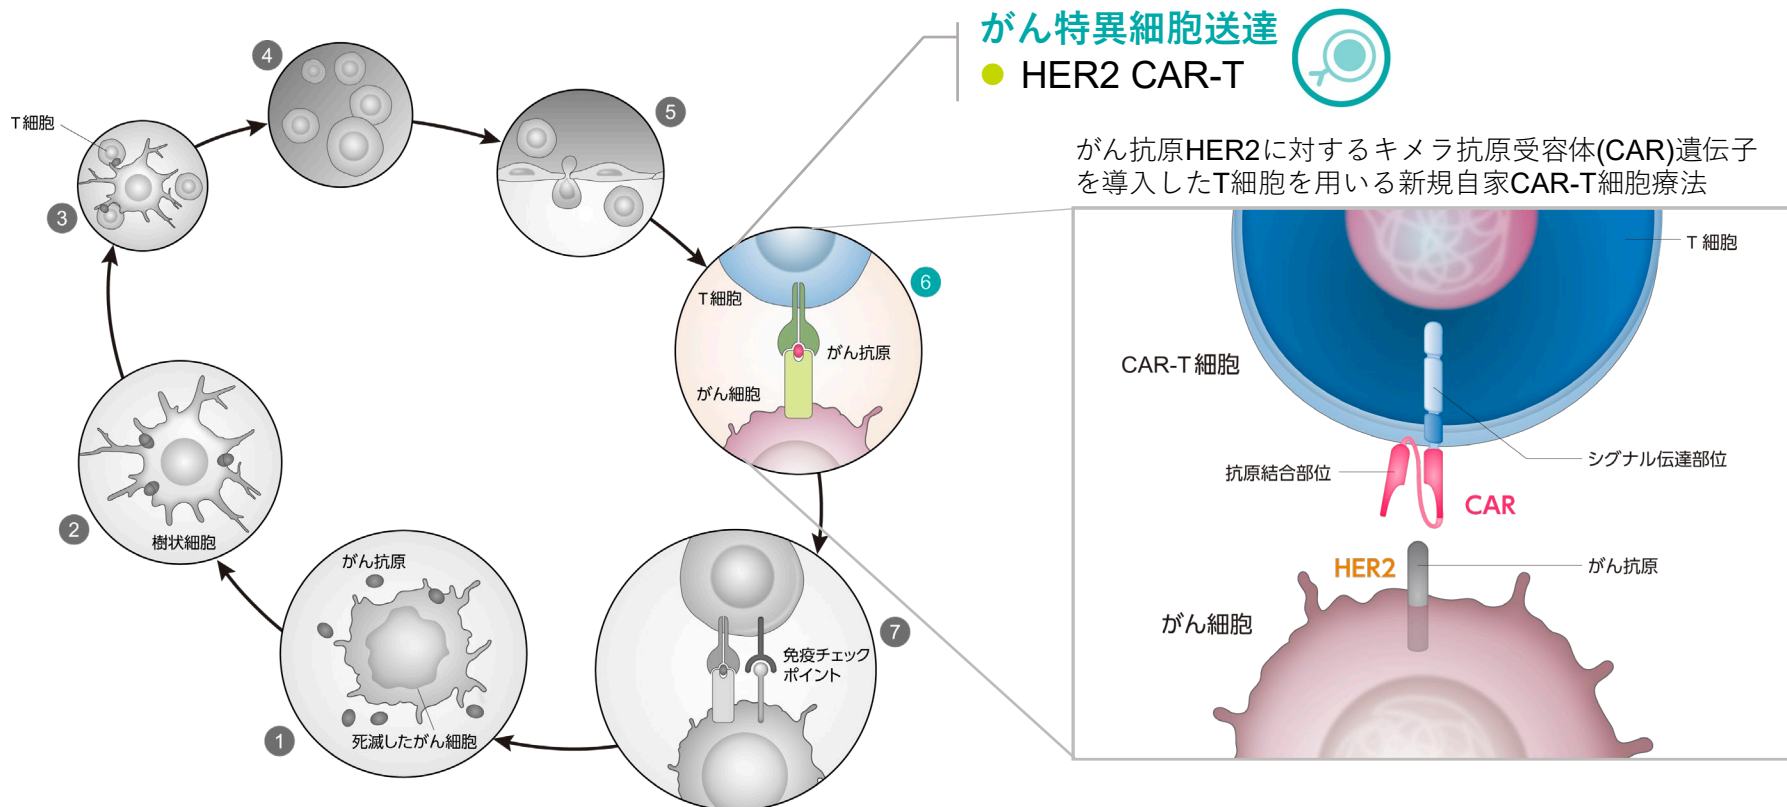 がん特異細胞送達
● HER2 CAR-T
がん抗原HER2に対するキメラ抗原受容体(CAR)遺伝子
を導入したT細胞を用いる新規自家CAR-T細胞療法
4
5
T細胞
3
6
T細胞
がん抗原
がん細胞
2
樹状細胞
がん抗原
死滅したがん細胞
1
7
免疫チェック
ポイント
T細胞
CAR-T細胞
抗原結合部位
シグナル伝達部位
CAR
HER2
がん抗原
がん細胞